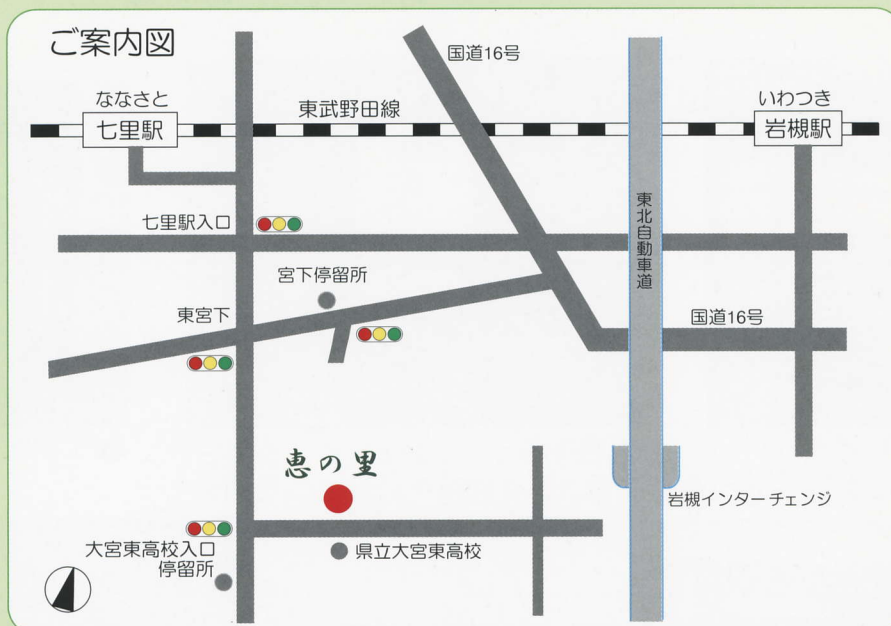 ご案内図
国道16号
ななさと
七里駅
東武野田線
いわつき
岩槻駅
七里駅入口
東北自動車道
宮下停留所
東宮下
国道16号
恵の里
岩槻インターチェンジ
大宮東高校入口
停留所
県立大宮東高校